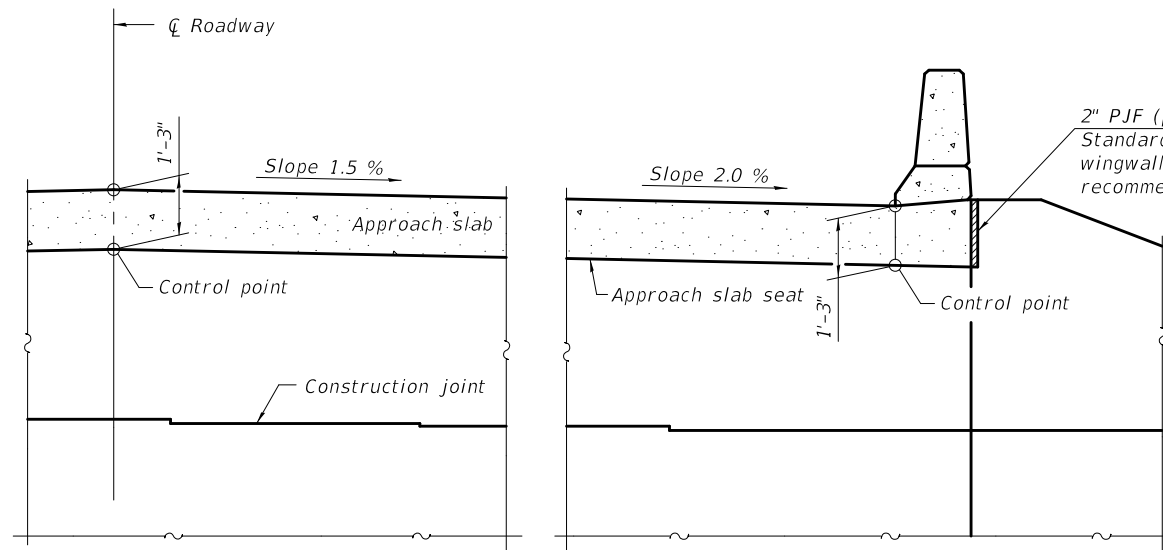 ℄ Roadway
1'-3"
Slope 1.5 %
Approach slab
Control point
Construction joint
Slope 2.0 %
2" PJF (
Standard
wingwall
recomme
Approach slab seat
1'-3"
Control point